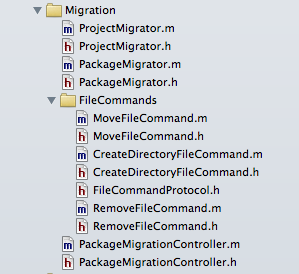 Migration
ProjectMigrator.m
ProjectMigrator.h
PackageMigrator.m
PackageMigrator.h
FileCommands
MoveFileCommand.m
MoveFileCommand.h
CreateDirectoryFileCommand.m
CreateDirectoryFileCommand.h
FileCommandProtocol.h
RemoveFileCommand.m
RemoveFileCommand.h
PackageMigrationController.m
PackageMigrationController.h